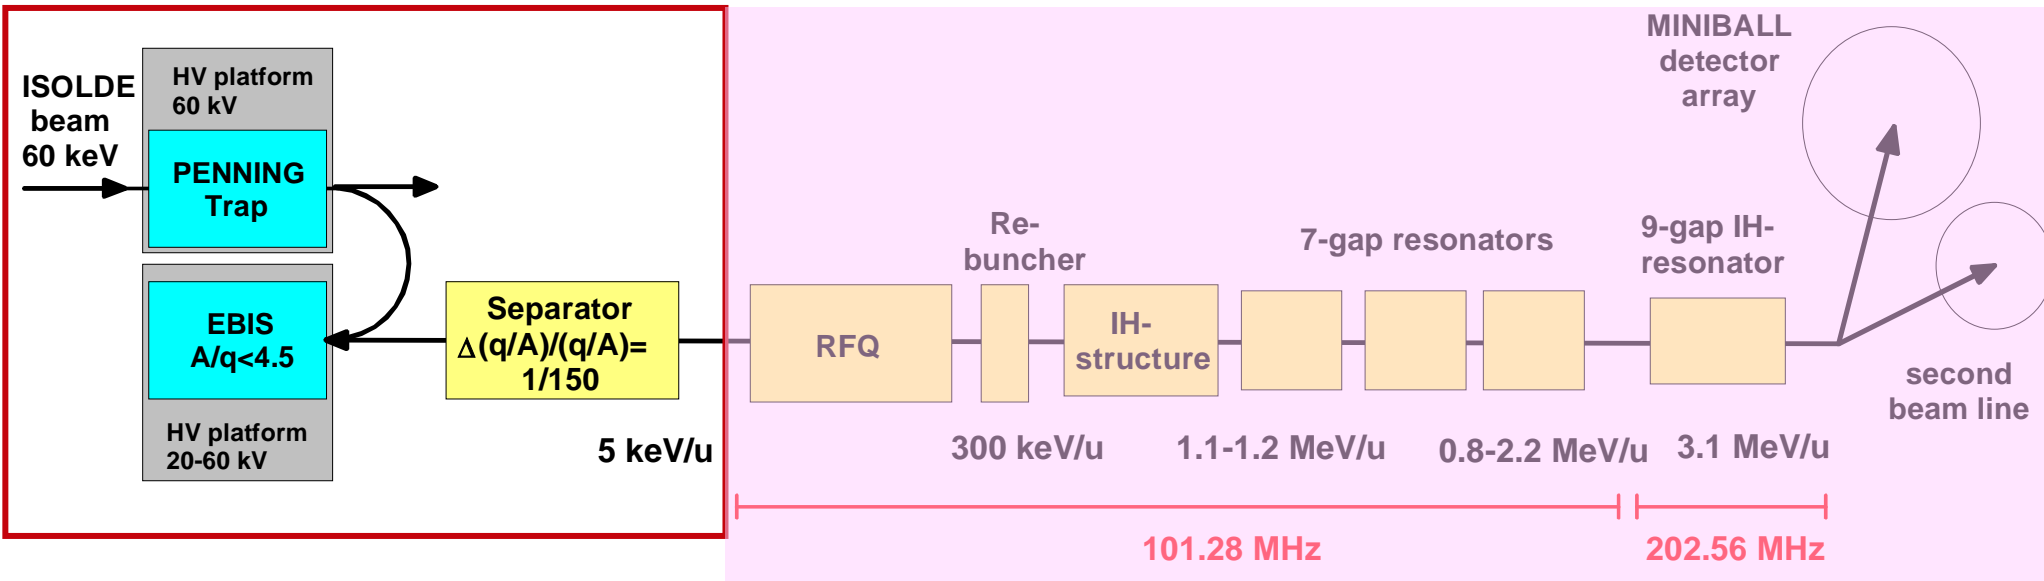 ISOLDE
beam
60 keV
HV platform
60 kV
PENNING
Trap
EBIS
A/q<4.5
HV platform
20-60 kV
Separator
Δ(q/A)/(q/A)=
1/150
5 keV/u
RFQ
Re-
buncher
300 keV/u
IH-
structure
1.1-1.2 MeV/u
7-gap resonators
0.8-2.2 MeV/u
9-gap IH-
resonator
3.1 MeV/u
MINIBALL
detector
array
second
beam line
101.28 MHz
202.56 MHz